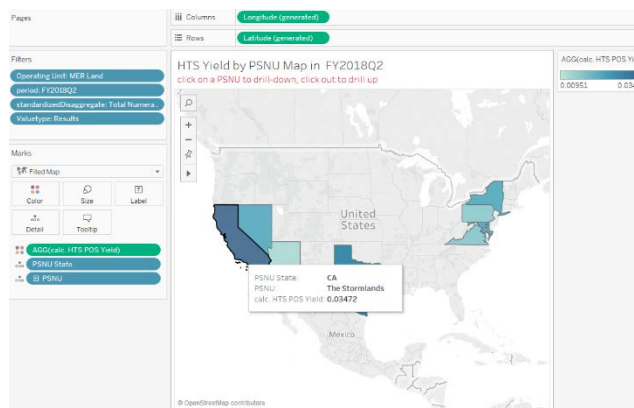 Pages
Columns
Longitude (generated)
Rows
Latitude (generated)
Filters
Operating Unit: MER Land
period: FY2018Q2
standardizedDisaggregate: Total Numera..
Valuetype: Results
Marks
Filled Map
Color
Size
Label
Detail
Tooltip
AGG(calc. HTS POS Yield)
PSNU State
PSNU
HTS Yield by PSNU Map in FY2018Q2
click on a PSNU to drill-down, click out to drill up
United
States
PSNU State: CA
PSNU: The Stormlands
calc. HTS POS Yield: 0.03472
Mexico
© OpenStreetMap contributors
AGG(calc. HTS POS Yi
0.00951 0.034